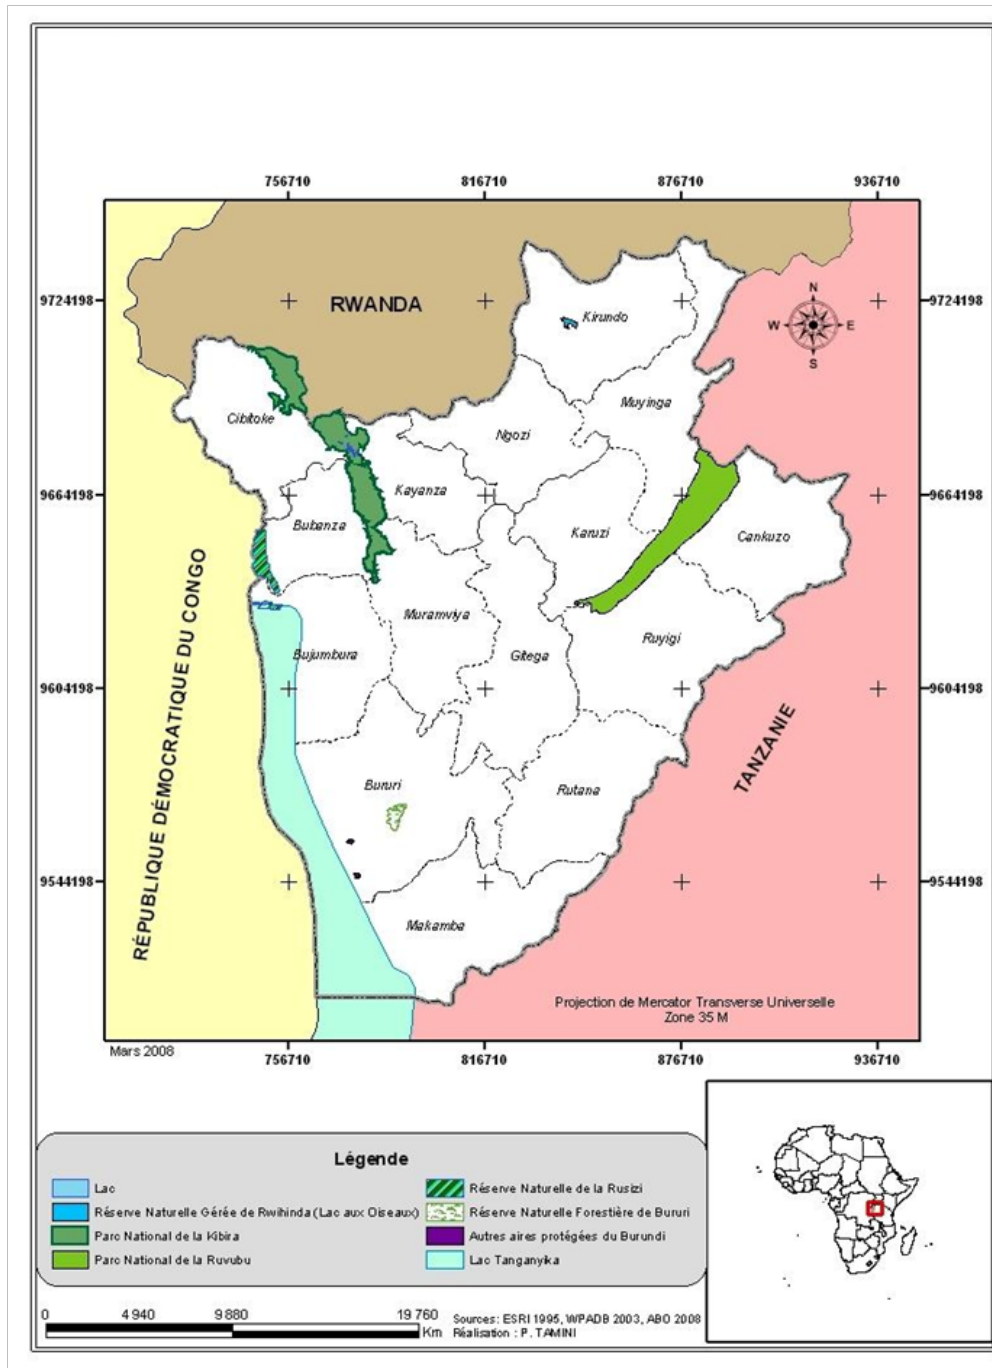 756710 816710 876710 936710
9724198 9724198
RWANDA
Kirundo
N
W E
S
Muyinga
Cibitoke
Ngozi
9664198 9664198
Kayanza
Bubanza
Karuzi
Cankuzo
Muramviya
Ruyigi
Bujumbura
Gitega
9604198 9604198
RÉPUBLIQUE DÉMOCRATIQUE DU CONGO
TANZANIE
Bururi
Rutana
9544198 9544198
Makamba
Projection de Mercator Transverse Universelle
Zone 35 M
Mars 2008
756710 816710 876710 936710
Légende
Lac
Réserve Naturelle Gérée de Rwihinda (Lac aux Oiseaux)
Parc National de la Kibira
Parc National de la Ruvubu
Réserve Naturelle de la Rusizi
Réserve Naturelle Forestière de Bururi
Autres aires protégées du Burundi
Lac Tanganyika
0 4 940 9 880 19 760
Km
Sources: ESRI 1995, WPADB 2003, ABO 2008
Réalisation : P. TAMINI